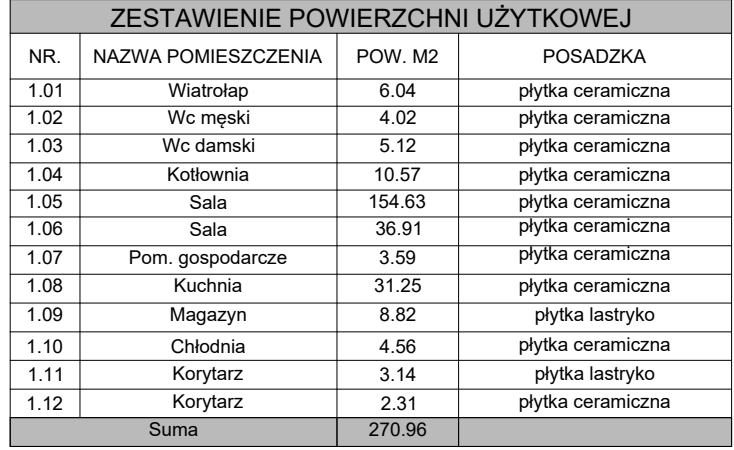 ZESTAWIENIE POWIERZCHNI UŻYTKOWEJ
NR. NAZWA POMIESZCZENIA POW. M2 POSADZKA
1.01 Wiatrołap 6.04 płytka ceramiczna
1.02 Wc męski 4.02 płytka ceramiczna
1.03 Wc damski 5.12 płytka ceramiczna
1.04 Kotłownia 10.57 płytka ceramiczna
1.05 Sala 154.63 płytka ceramiczna
1.06 Sala 36.91 płytka ceramiczna
1.07 Pom. gospodarcze 3.59 płytka ceramiczna
1.08 Kuchnia 31.25 płytka ceramiczna
1.09 Magazyn 8.82 płytka lastryko
1.10 Chłodnia 4.56 płytka ceramiczna
1.11 Korytarz 3.14 płytka lastryko
1.12 Korytarz 2.31 płytka ceramiczna
Suma 270.96